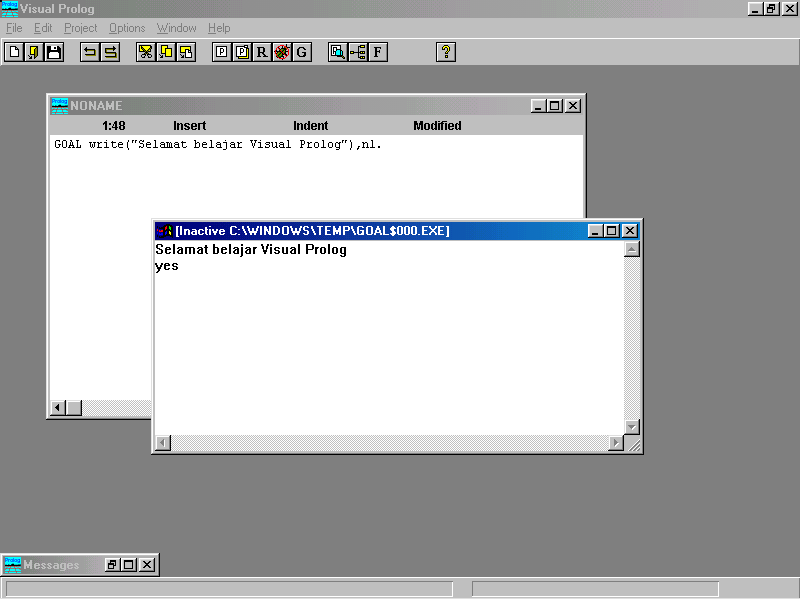 Visual Prolog
File Edit Project Options Window Help
P P R G F ?
NONAME
1:48 Insert Indent Modified
GOAL write("Selamat belajar Visual Prolog"),nl.
[Inactive C:\WINDOWS\TEMP\GOAL$000.EXE]
Selamat belajar Visual Prolog
yes
Messages